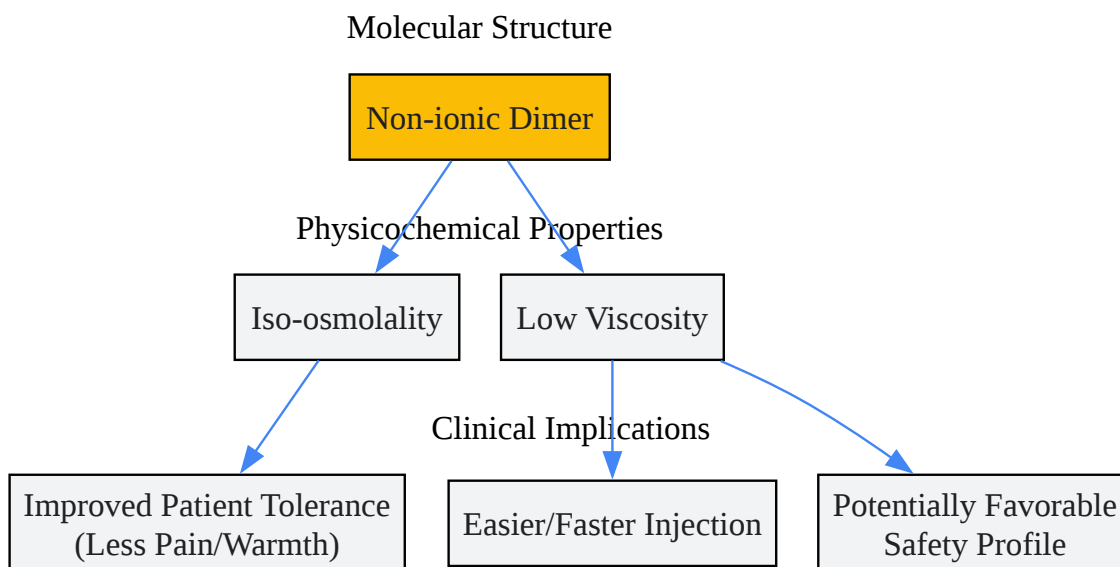 Molecular Structure
Non-ionic Dimer
Physicochemical Properties
Iso-osmolality
Low Viscosity
Clinical Implications
Improved Patient Tolerance
(Less Pain/Warmth)
Easier/Faster Injection
Potentially Favorable
Safety Profile